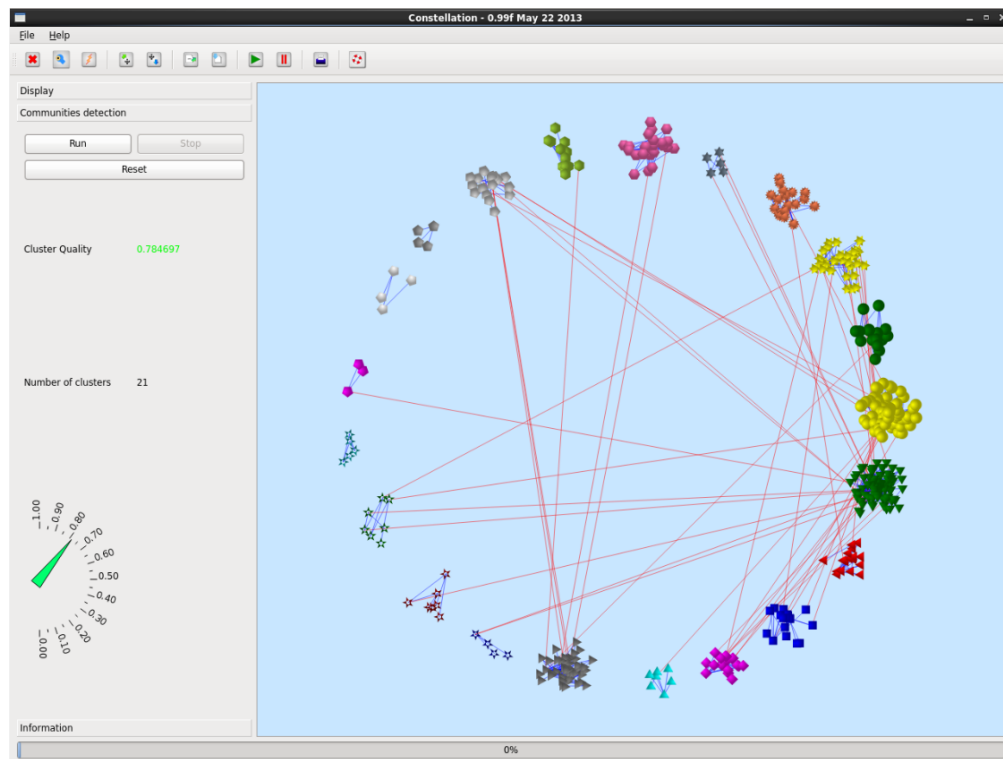 Constellation - 0.99f May 22 2013
File Help
Display
Communities detection
Run Stop
Reset
Cluster Quality 0.784697
Number of clusters 21
1.00
0.90
0.80
0.70
0.60
0.50
0.40
0.30
0.20
0.10
0.00
Information
0%